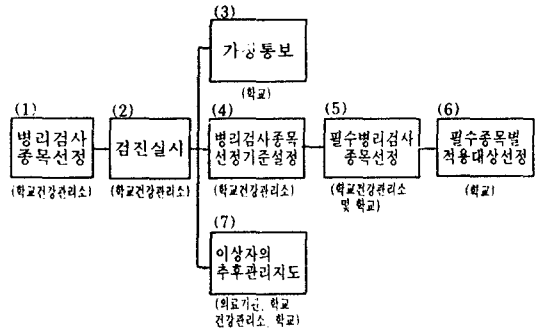 (3)
가정통보
(학교)
(1)
병리검사
종목선정
(학교건강관리소)
(2)
검진실시
(학교건강관리소)
(4)
병리검사종목
선정기준설정
(학교건강관리소)
(5)
필수병리검사
종목선정
(학교건강관리소
및 학교)
(6)
필수종목별
적용대상선정
(학교)
(7)
이상자의
추후관리지도
(의료기관, 학교
건강관리소, 학교)